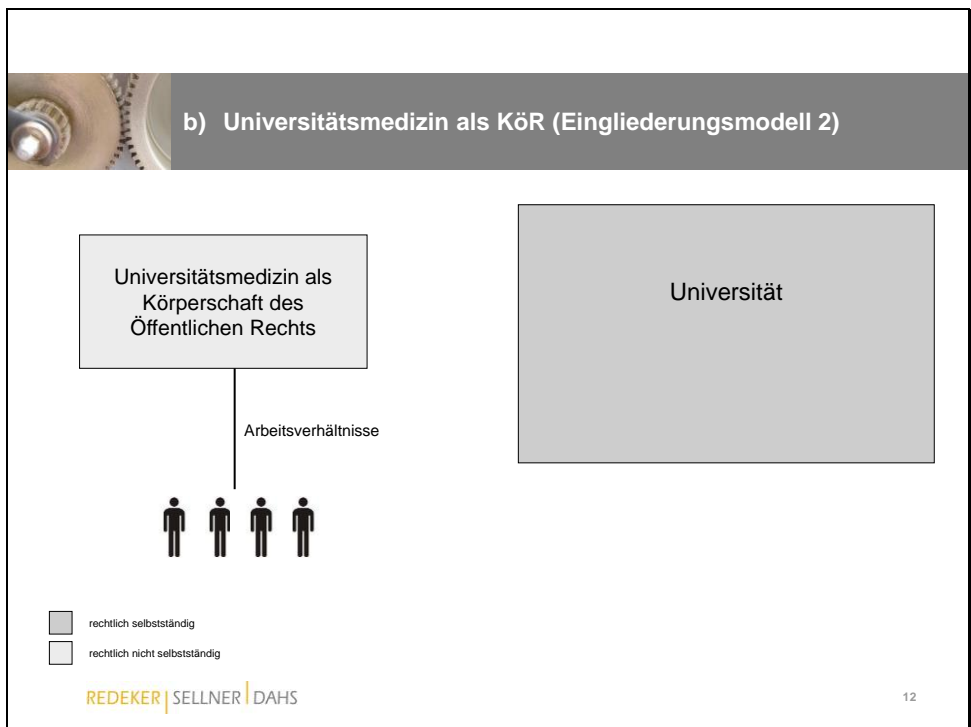 b) Universitätsmedizin als KöR (Eingliederungsmodell 2)
Universitätsmedizin als
Körperschaft des
Öffentlichen Rechts
Universität
Arbeitsverhältnisse
rechtlich selbstständig
rechtlich nicht selbstständig
REDEKER | SELLNER | DAHS
12